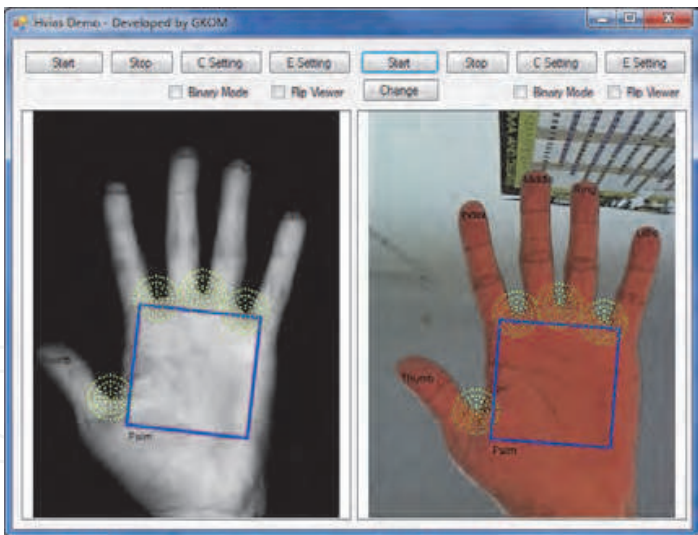 Hvias Demo - Developed by GKOM
Start Stop C Setting E Setting Start Stop C Setting E Setting
Binary Mode Flip Viewer Change Binary Mode Flip Viewer
Middle
Ring
Index
Little
Thumb
Palm
Palm